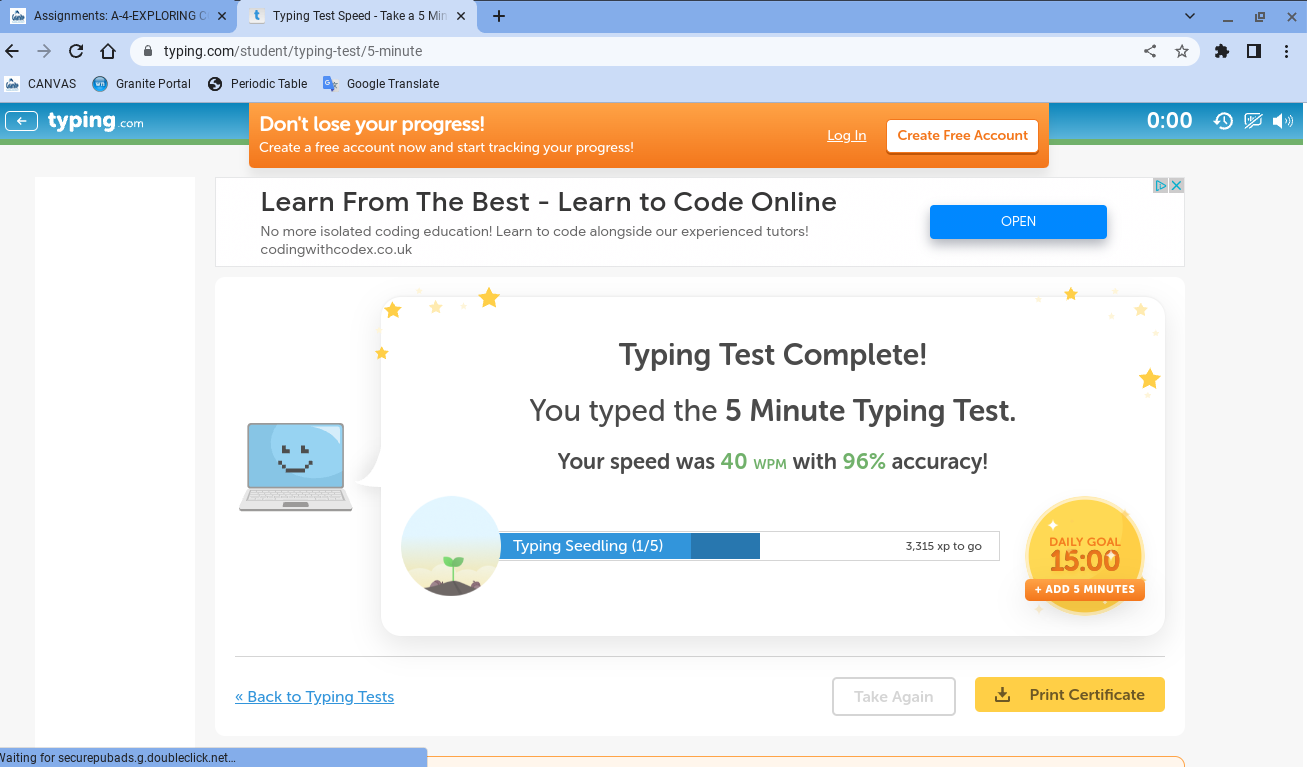 Assignments: A-4-EXPLORING C
Typing Test Speed - Take a 5 Min
typing.com/student/typing-test/5-minute
CANVAS
Granite Portal
Periodic Table
Google Translate
typing.com
Don't lose your progress!
Create a free account now and start tracking your progress!
Log In
Create Free Account
0:00
Learn From The Best - Learn to Code Online
No more isolated coding education! Learn to code alongside our experienced tutors!
codingwithcodex.co.uk
OPEN
Typing Test Complete!
You typed the 5 Minute Typing Test.
Your speed was 40 WPM with 96% accuracy!
Typing Seedling (1/5)
3,315 xp to go
DAILY GOAL
15:00
+ ADD 5 MINUTES
« Back to Typing Tests
Take Again
Print Certificate
Waiting for securepubads.g.doubleclick.net...